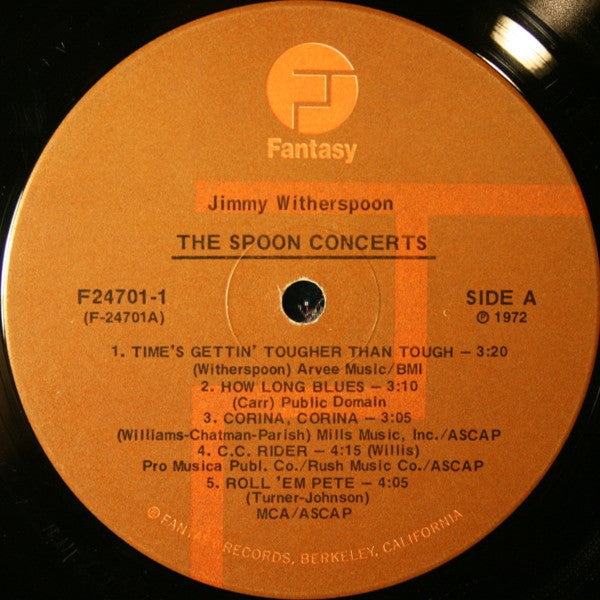 Fantasy
Jimmy Witherspoon
THE SPOON CONCERTS
F24701-1
(F-24701A)
SIDE A
℗ 1972
1. TIME'S GETTIN' TOUGHER THAN TOUGH – 3:20
(Witherspoon) Arvee Music/BMI
2. HOW LONG BLUES – 3:10
(Carr) Public Domain
3. CORINA, CORINA – 3:05
(Williams-Chatman-Parish) Mills Music, Inc./ASCAP
4. C.C. RIDER – 4:15 (Willis)
Pro Musica Publ. Co./Rush Music Co./ASCAP
5. ROLL 'EM PETE – 4:05
(Turner-Johnson)
MCA/ASCAP
© FANTASY RECORDS, BERKELEY, CALIFORNIA